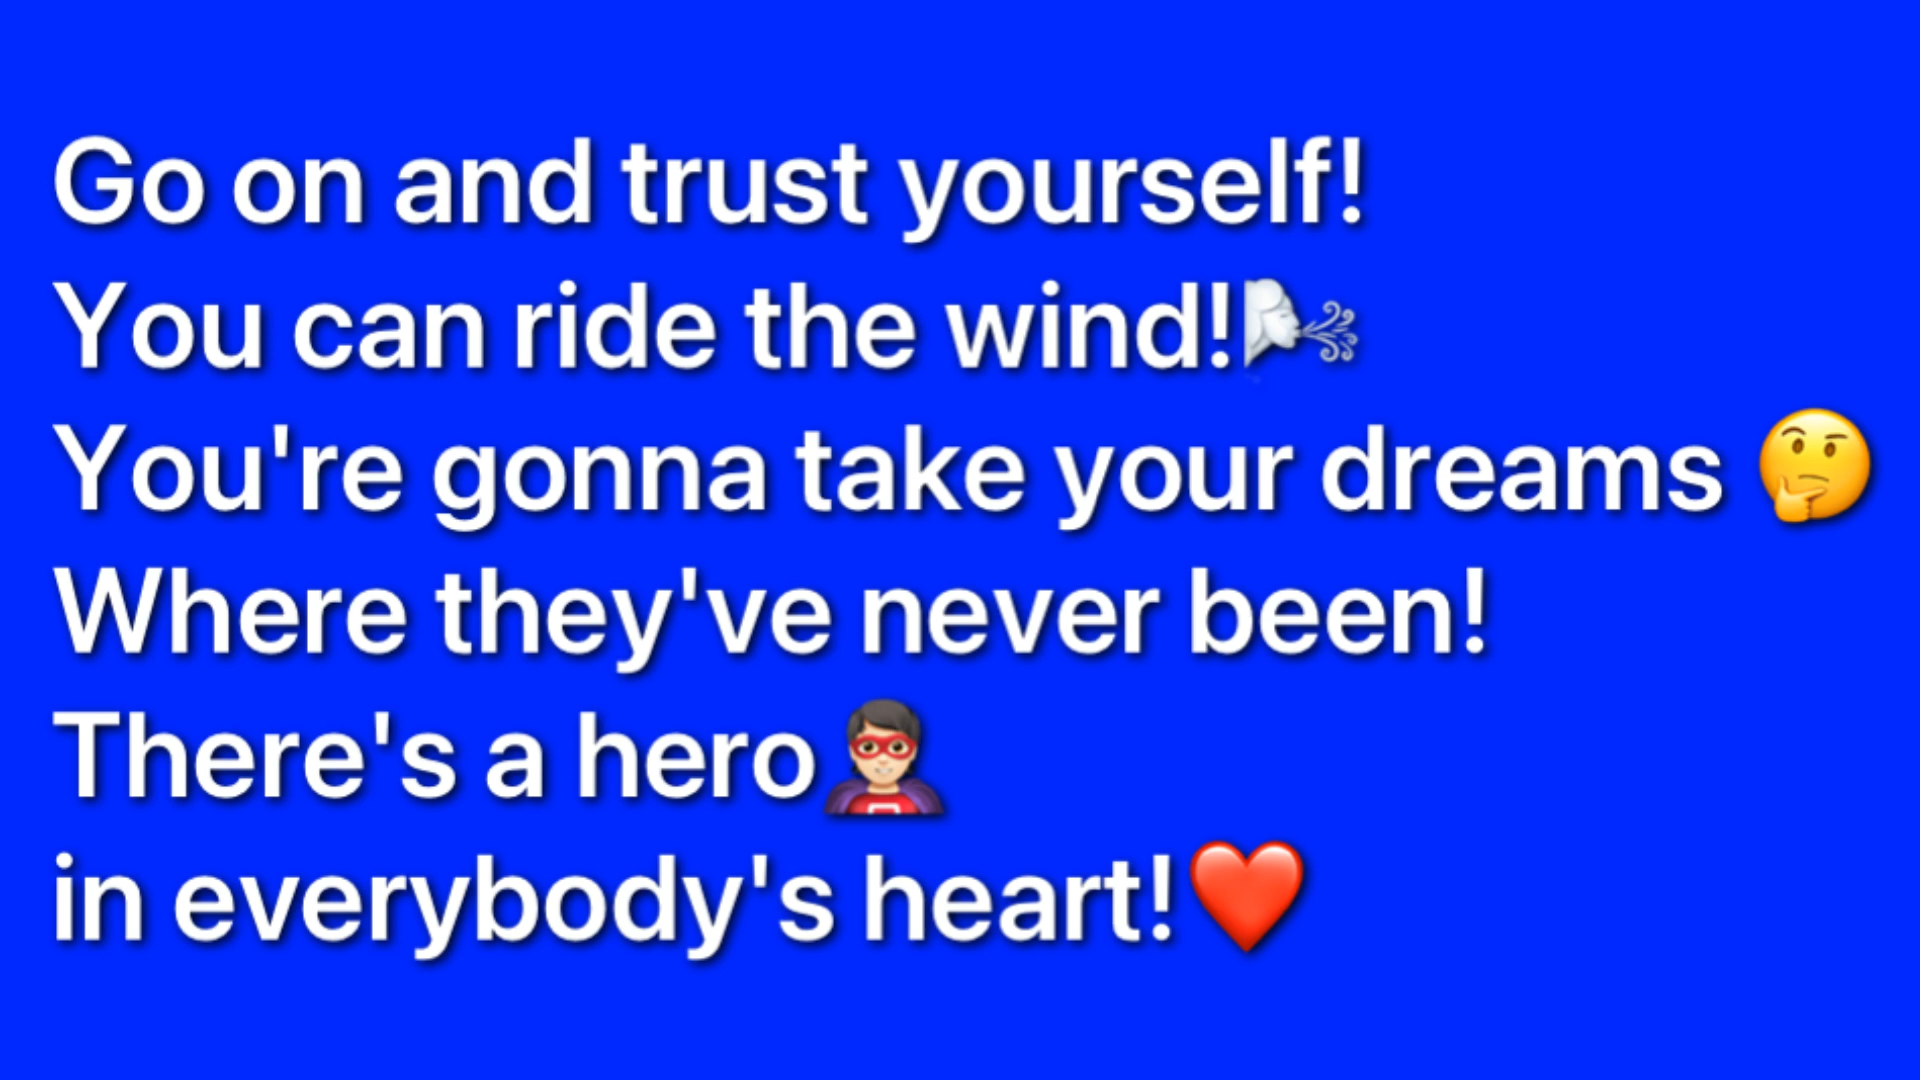 Go on and trust yourself!
You can ride the wind!🌬️
You're gonna take your dreams 🤔
Where they've never been!
There's a hero🦸🏻
in everybody's heart!❤️